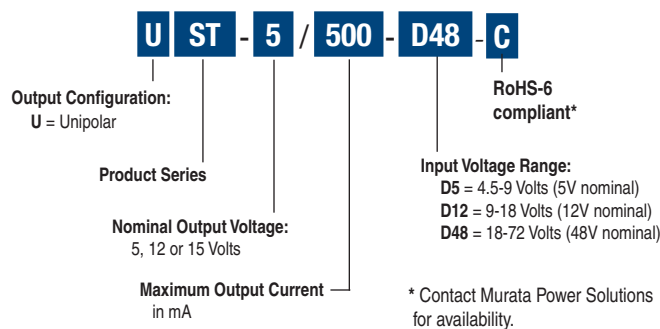 U ST - 5 / 500 - D48 - C
Output Configuration:
U = Unipolar
Product Series
Nominal Output Voltage:
5, 12 or 15 Volts
Maximum Output Current
in mA
RoHS-6
compliant*
Input Voltage Range:
D5 = 4.5-9 Volts (5V nominal)
D12 = 9-18 Volts (12V nominal)
D48 = 18-72 Volts (48V nominal)
* Contact Murata Power Solutions
for availability.